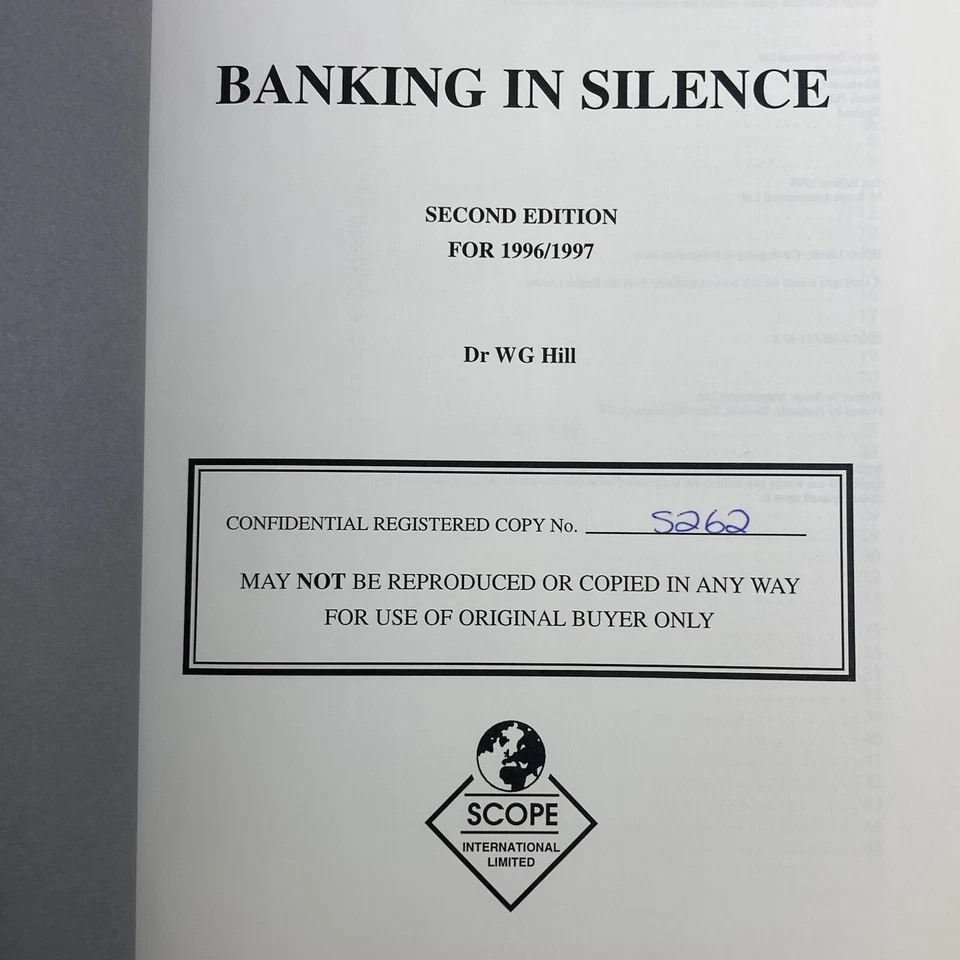 BANKING IN SILENCE
SECOND EDITION
FOR 1996/1997
Dr WG Hill
CONFIDENTIAL REGISTERED COPY No. S262
MAY NOT BE REPRODUCED OR COPIED IN ANY WAY
FOR USE OF ORIGINAL BUYER ONLY
SCOPE
INTERNATIONAL
LIMITED